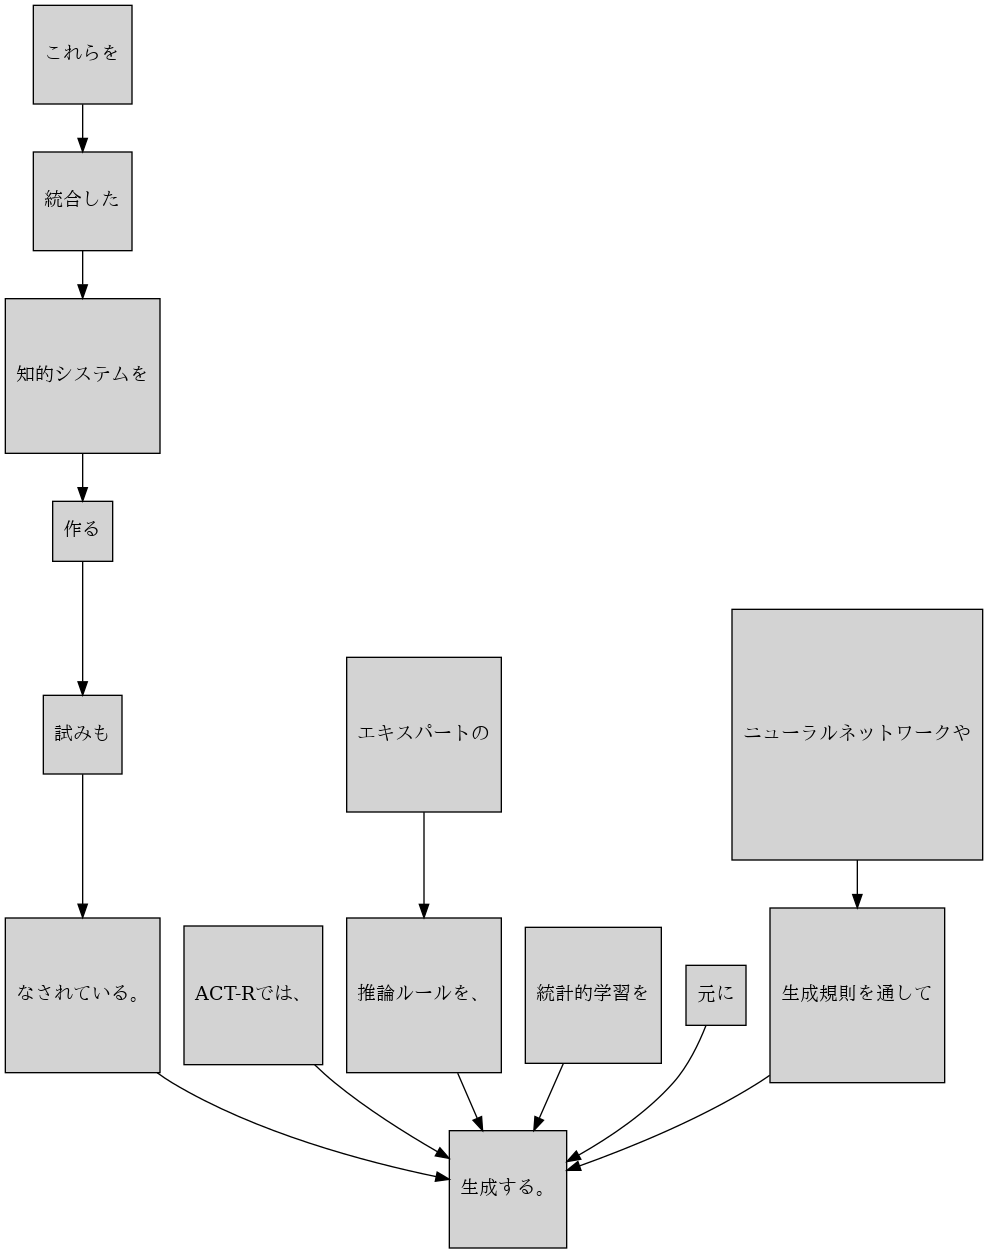 これらを
統合した
知的システムを
作る
試みも
エキスパートの
ニューラルネットワークや
なされている。
ACT-Rでは、
推論ルールを、
統計的学習を
元に
生成規則を通して
生成する。